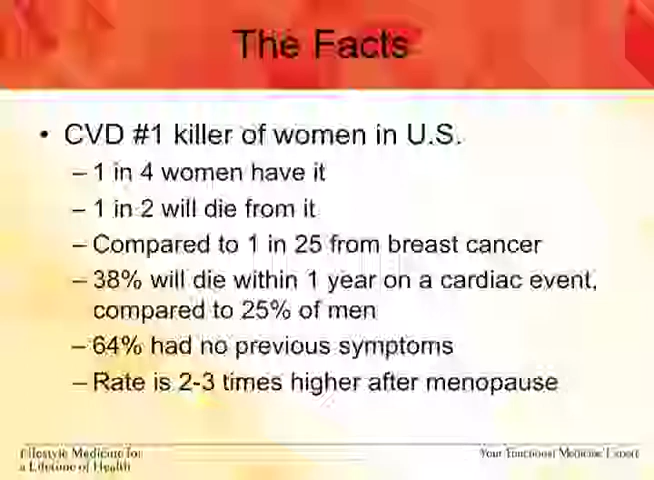 The Facts
• CVD #1 killer of women in U.S.
– 1 in 4 women have it
– 1 in 2 will die from it
– Compared to 1 in 25 from breast cancer
– 38% will die within 1 year on a cardiac event,
compared to 25% of men
– 64% had no previous symptoms
– Rate is 2-3 times higher after menopause
Lifestyle Medicine for
a Lifetime of Health
Your Functional Medicine Expert